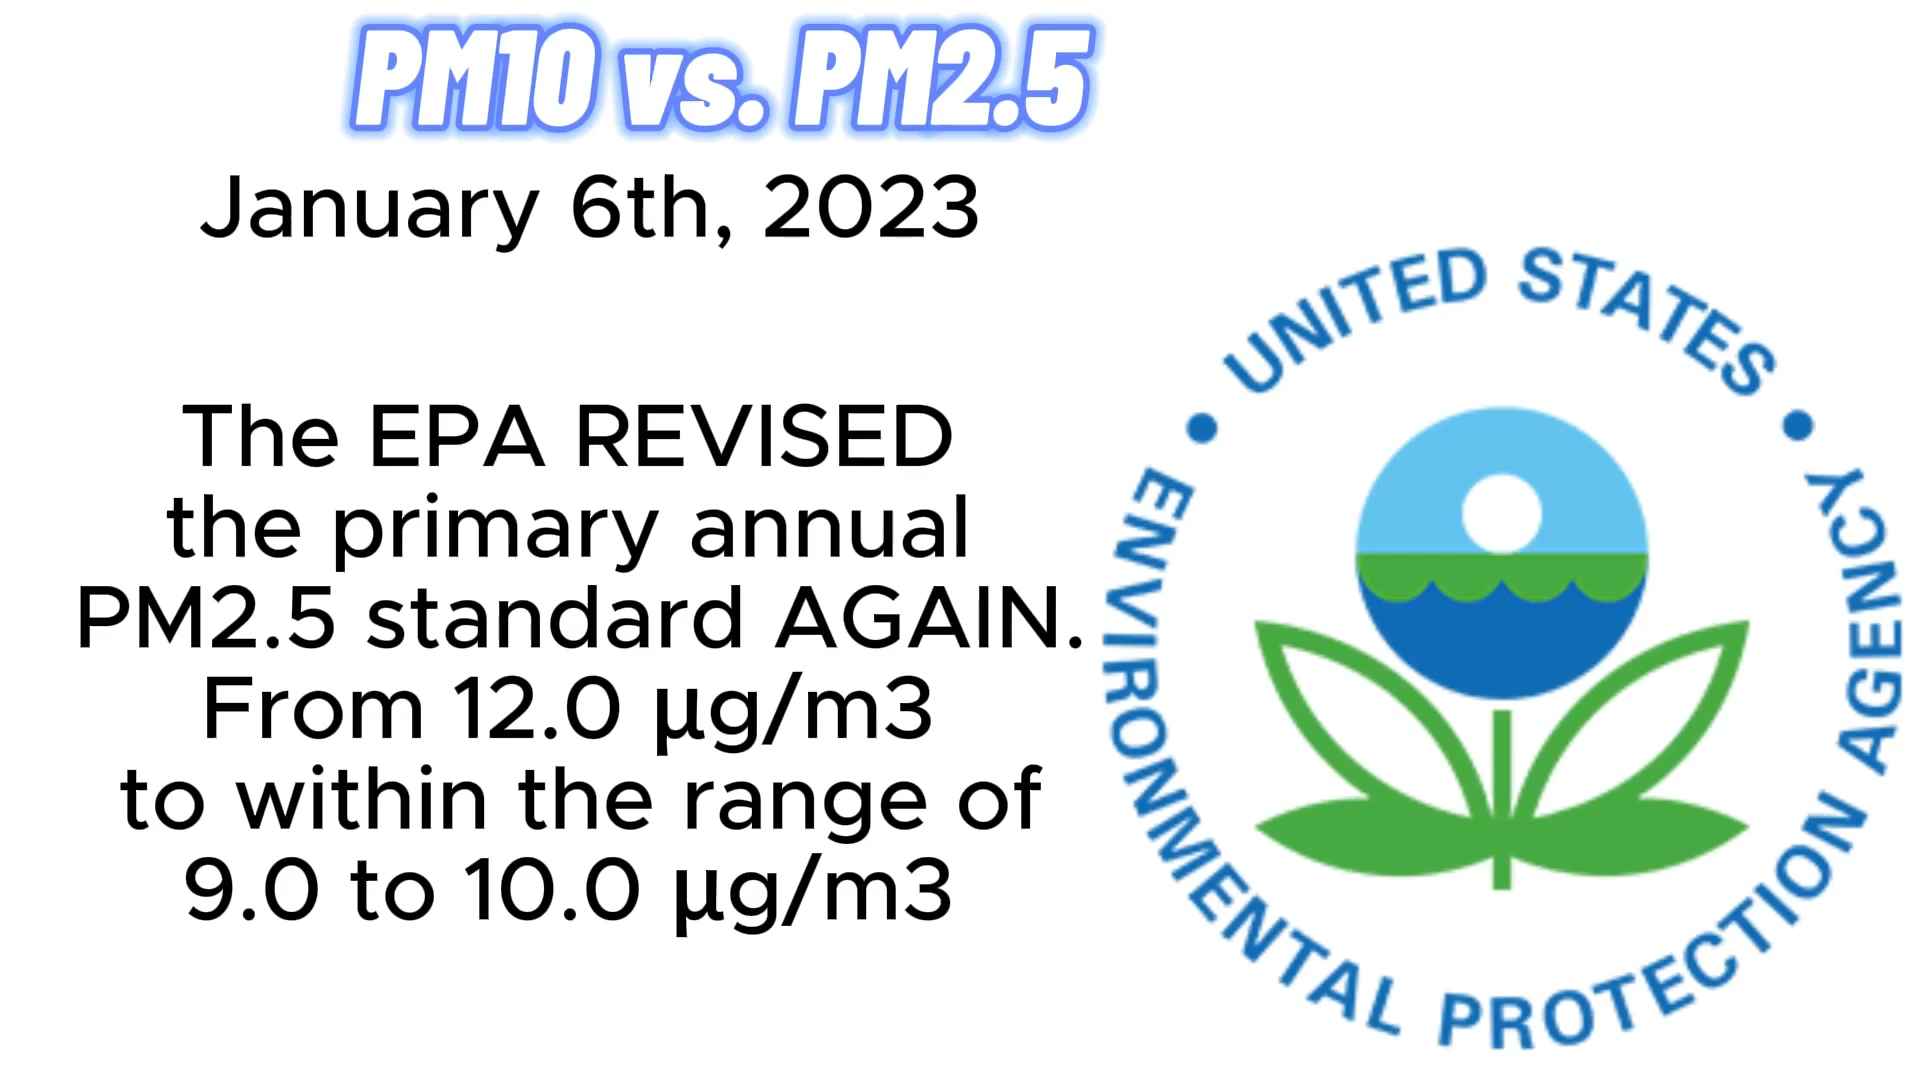 PM10 vs. PM2.5
January 6th, 2023
The EPA REVISED
the primary annual
PM2.5 standard AGAIN.
From 12.0 µg/m3
to within the range of
9.0 to 10.0 µg/m3
UNITED STATES
ENVIRONMENTAL PROTECTION AGENCY